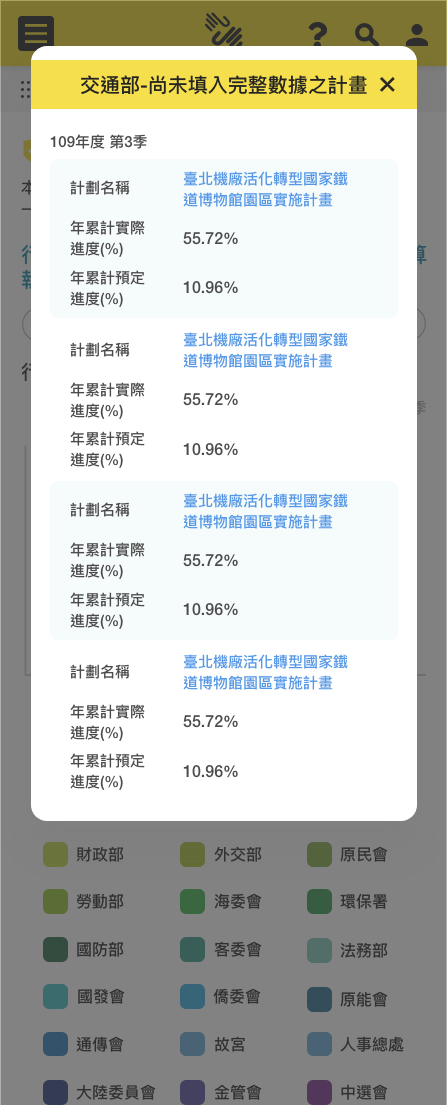 交通部-尚未填入完整數據之計畫 ✕
109年度 第3季
計劃名稱
臺北機廠活化轉型國家鐵
道博物館園區實施計畫
年累計實際
進度(%)
55.72%
年累計預定
進度(%)
10.96%
計劃名稱
臺北機廠活化轉型國家鐵
道博物館園區實施計畫
年累計實際
進度(%)
55.72%
年累計預定
進度(%)
10.96%
計劃名稱
臺北機廠活化轉型國家鐵
道博物館園區實施計畫
年累計實際
進度(%)
55.72%
年累計預定
進度(%)
10.96%
計劃名稱
臺北機廠活化轉型國家鐵
道博物館園區實施計畫
年累計實際
進度(%)
55.72%
年累計預定
進度(%)
10.96%
財政部 外交部 原民會
勞動部 海委會 環保署
國防部 客委會 法務部
國發會 僑委會 原能會
通傳會 故宮 人事總處
大陸委員會 金管會 中選會